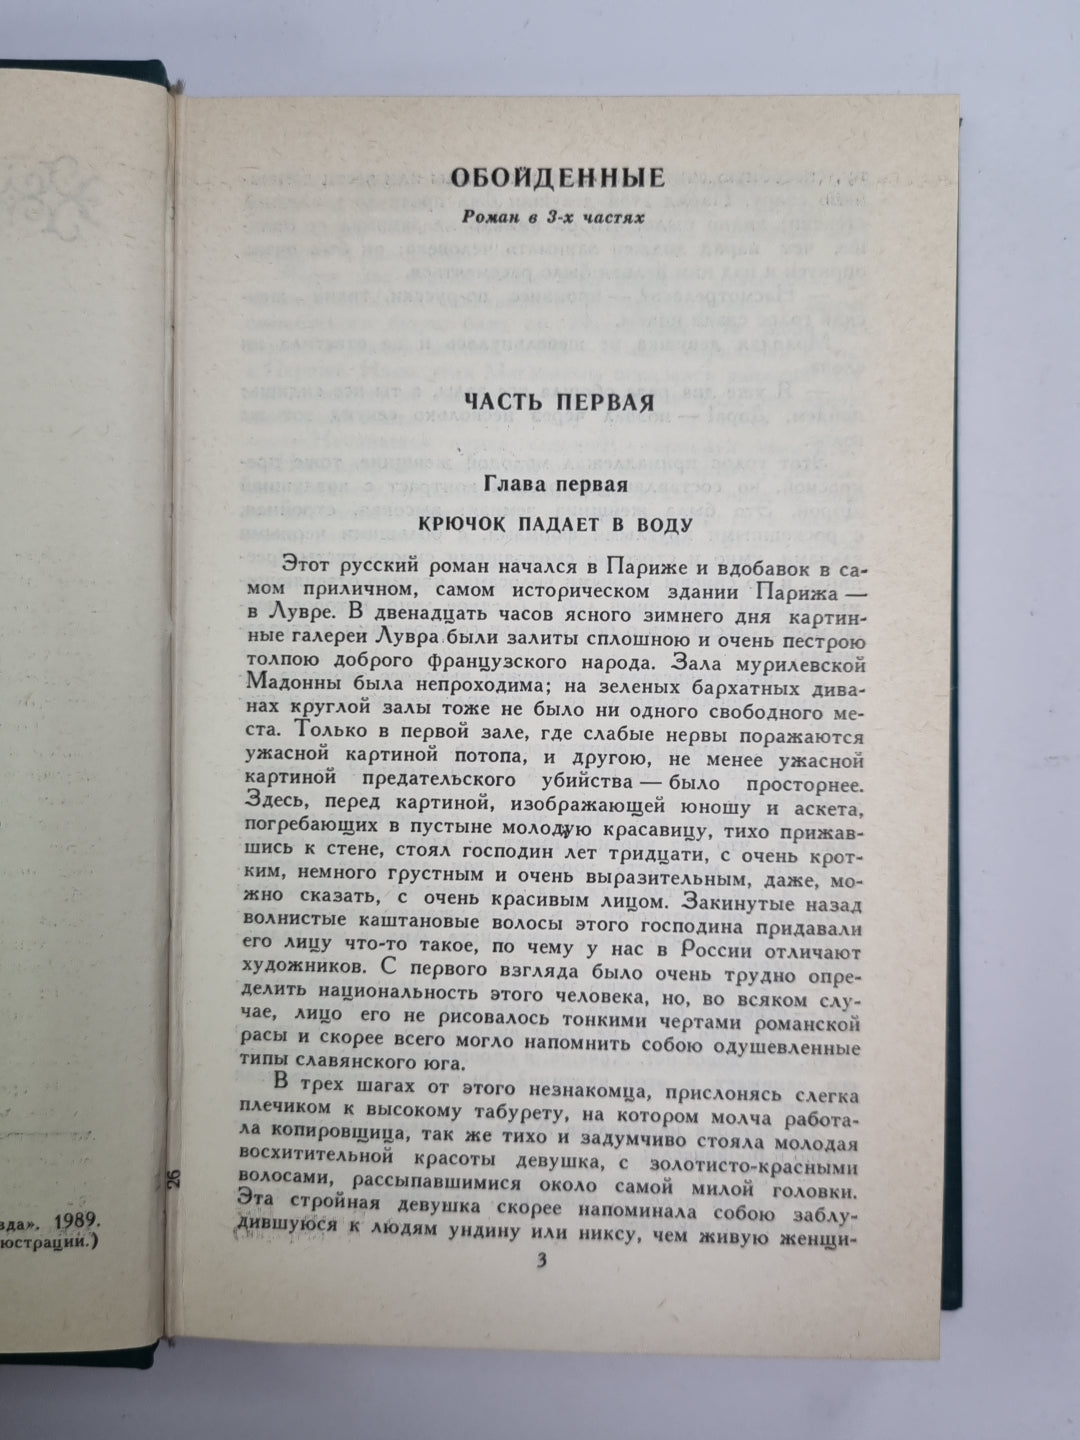 ОБОЙДЕННЫЕ
Роман в 3-х частях
ЧАСТЬ ПЕРВАЯ
Глава первая
КРЮЧОК ПАДАЕТ В ВОДУ
Этот русский роман начался в Париже и вдобавок в са-
мом приличном, самом историческом здании Парижа —
в Лувре. В двенадцать часов ясного зимнего дня картин-
ные галереи Лувра были залиты сплошною и очень пестрою
толпою доброго французского народа. Зала мурилевской
Мадонны была непроходима; на зеленых бархатных дива-
нах круглой залы тоже не было ни одного свободного ме-
ста. Только в первой зале, где слабые нервы поражаются
ужасной картиной потопа, и другою, не менее ужасной
картиной предательского убийства — было просторнее.
Здесь, перед картиной, изображающей юношу и аскета,
погребающих в пустыне молодую красавицу, тихо прижав-
шись к стене, стоял господин лет тридцати, с очень крот-
ким, немного грустным и очень выразительным, даже, мо-
жно сказать, с очень красивым лицом. Закинутые назад
волнистые каштановые волосы этого господина придавали
его лицу что-то такое, по чему у нас в России отличают
художников. С первого взгляда было очень трудно опре-
делить национальность этого человека, но, во всяком слу-
чае, лицо его не рисовалось тонкими чертами романской
расы и скорее всего могло напомнить собою одушевленные
типы славянского юга.
В трех шагах от этого незнакомца, прислонясь слегка
плечиком к высокому табурету, на котором молча работа-
ла копировщица, так же тихо и задумчиво стояла молодая
восхитительной красоты девушка, с золотисто-красными
волосами, рассыпавшимися около самой милой головки.
Эта стройная девушка скорее напоминала собою заблу-
дившуюся к людям ундину или никсу, чем живую женщи-
3
26
зда», 1989.
юстрации.)